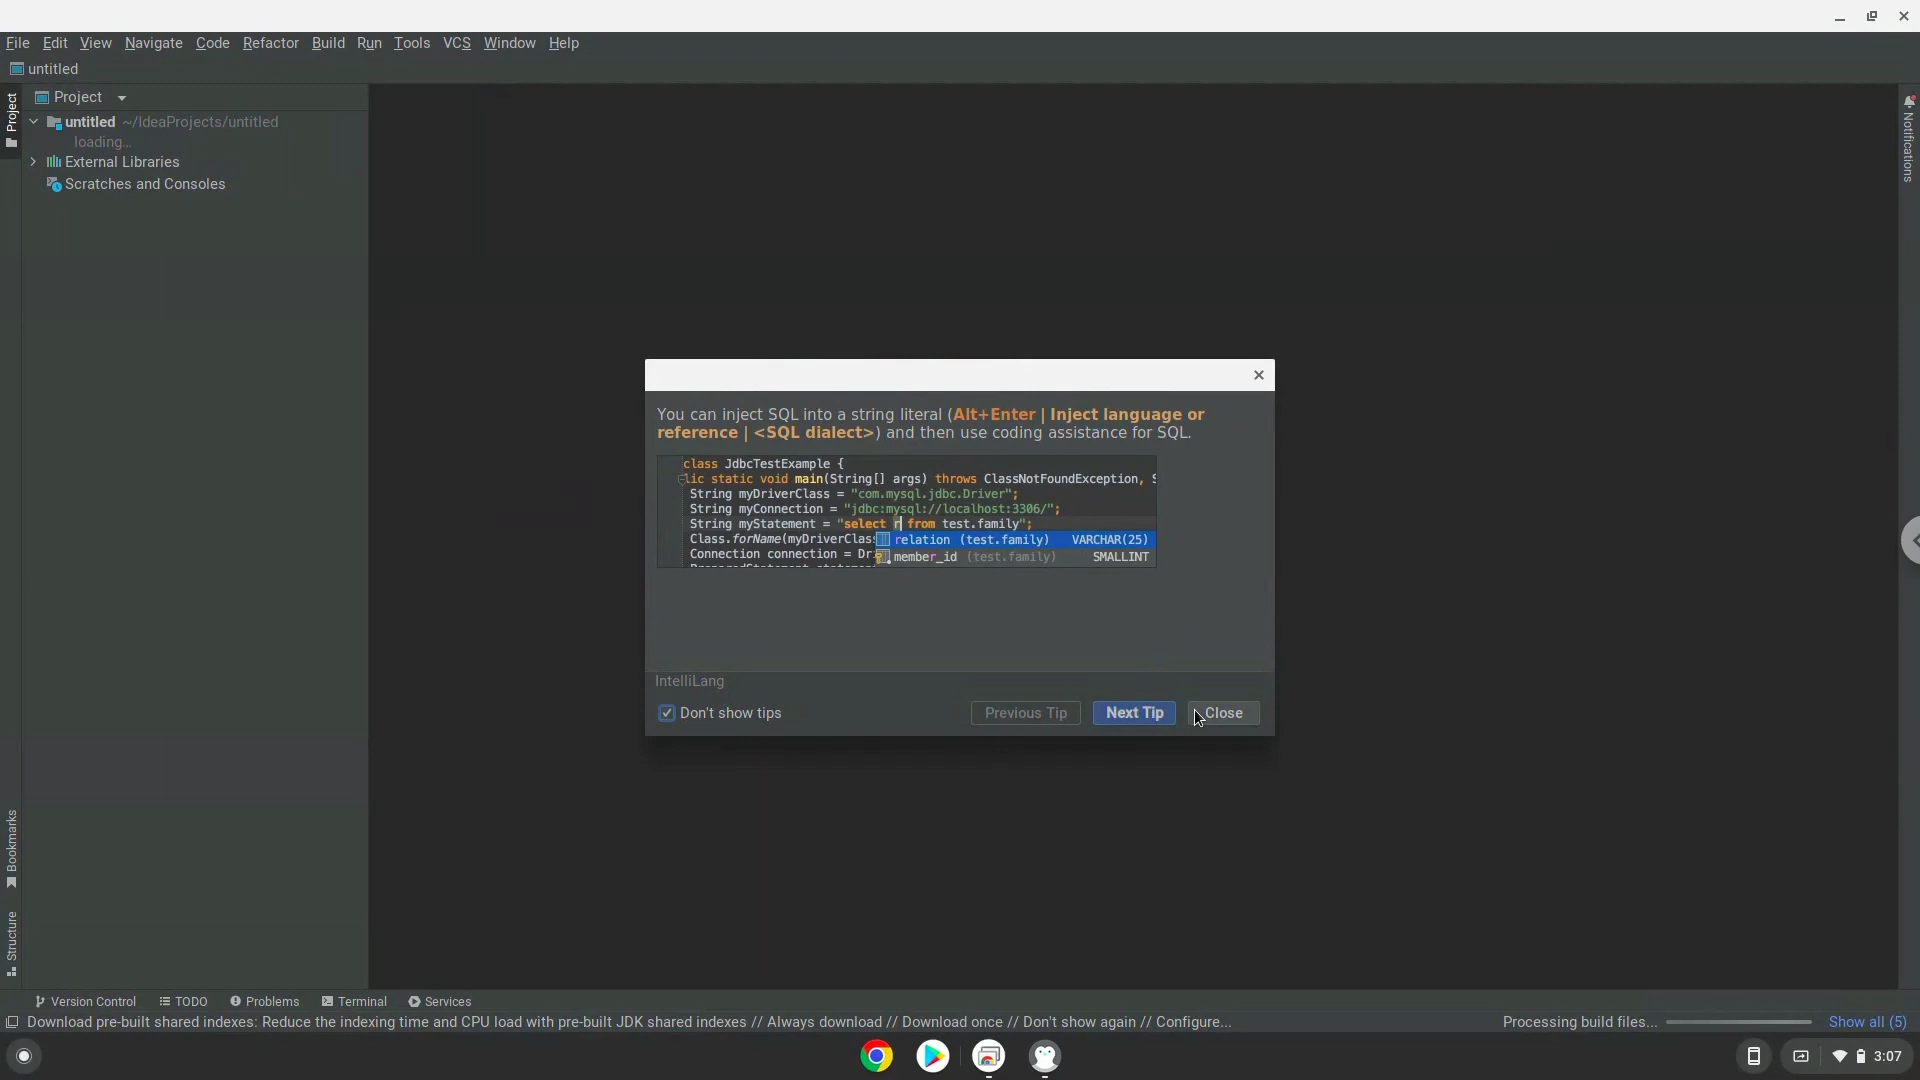 File Edit View Navigate Code Refactor Build Run Tools VCS Window Help
untitled
Project
Project
untitled ~/IdeaProjects/untitled
loading...
External Libraries
Scratches and Consoles
Notifications
You can inject SQL into a string literal (Alt+Enter | Inject language or
reference | <SQL dialect>) and then use coding assistance for SQL.
class JdbcTestExample {
lic static void main(String[] args) throws ClassNotFoundException, S
String myDriverClass = "com.mysql.jdbc.Driver";
String myConnection = "jdbc:mysql://localhost:3306/";
String myStatement = "select r from test.family";
Class.forName(myDriverClas
relation (test.family) VARCHAR(25)
Connection connection = Dr
member_id (test.family) SMALLINT
IntelliLang
Don't show tips Previous Tip Next Tip Close
Bookmarks
Structure
Version Control TODO Problems Terminal Services
Download pre-built shared indexes: Reduce the indexing time and CPU load with pre-built JDK shared indexes // Always download // Download once // Don't show again // Configure... Processing build files... Show all (5)
3:07